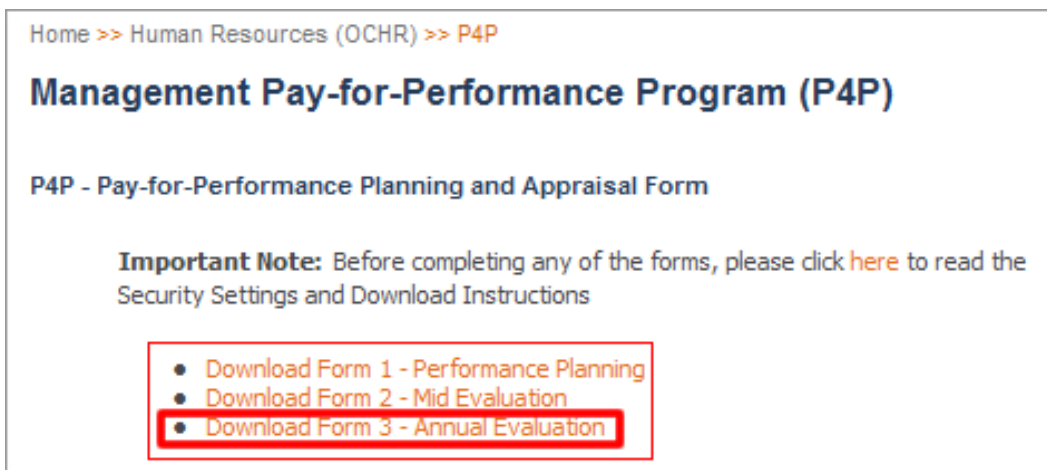 Home >> Human Resources (OCHR) >> P4P
Management Pay-for-Performance Program (P4P)
P4P - Pay-for-Performance Planning and Appraisal Form
Important Note: Before completing any of the forms, please click here to read the
Security Settings and Download Instructions
● Download Form 1 - Performance Planning
● Download Form 2 - Mid Evaluation
● Download Form 3 - Annual Evaluation